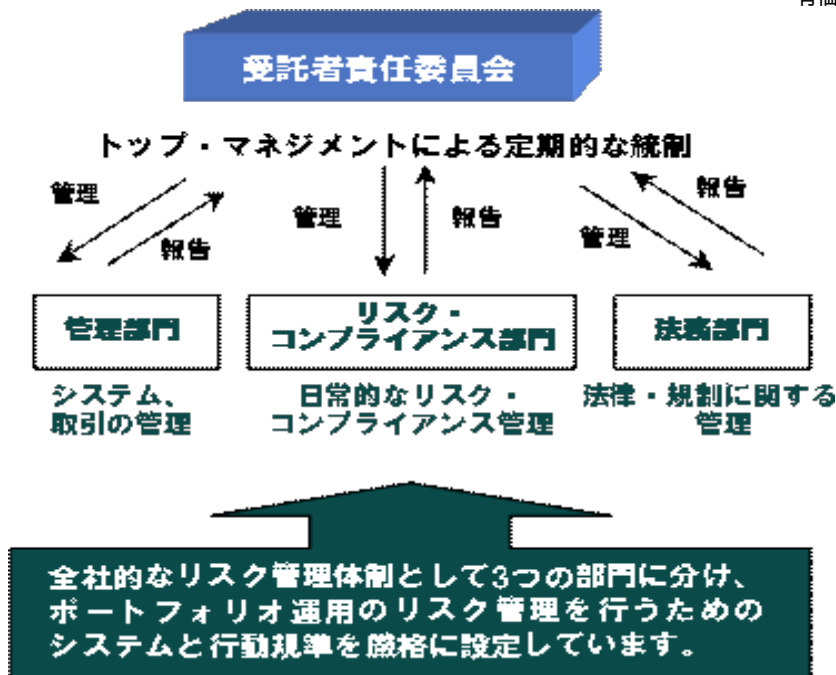 受託者責任委員会
トップ・マネジメントによる定期的な統制
管理
報告
管理
報告
管理
報告
管理部門
リスク・
コンプライアンス部門
法務部門
システム、
取引の管理
日常的なリスク・
コンプライアンス管理
法律・規制に関する
管理
全社的なリスク管理体制として3つの部門に分け、
ポートフォリオ運用のリスク管理を行うための
システムと行動規準を厳格に設定しています。